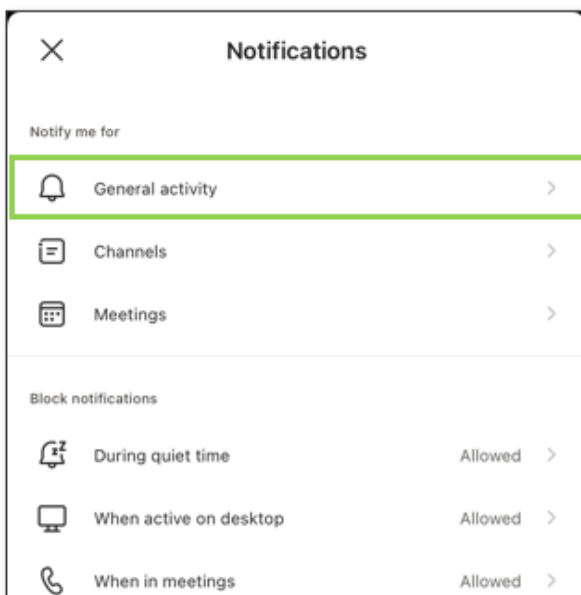 Notifications
Notify me for
General activity
Channels
Meetings
Block notifications
During quiet time Allowed
When active on desktop Allowed
When in meetings Allowed